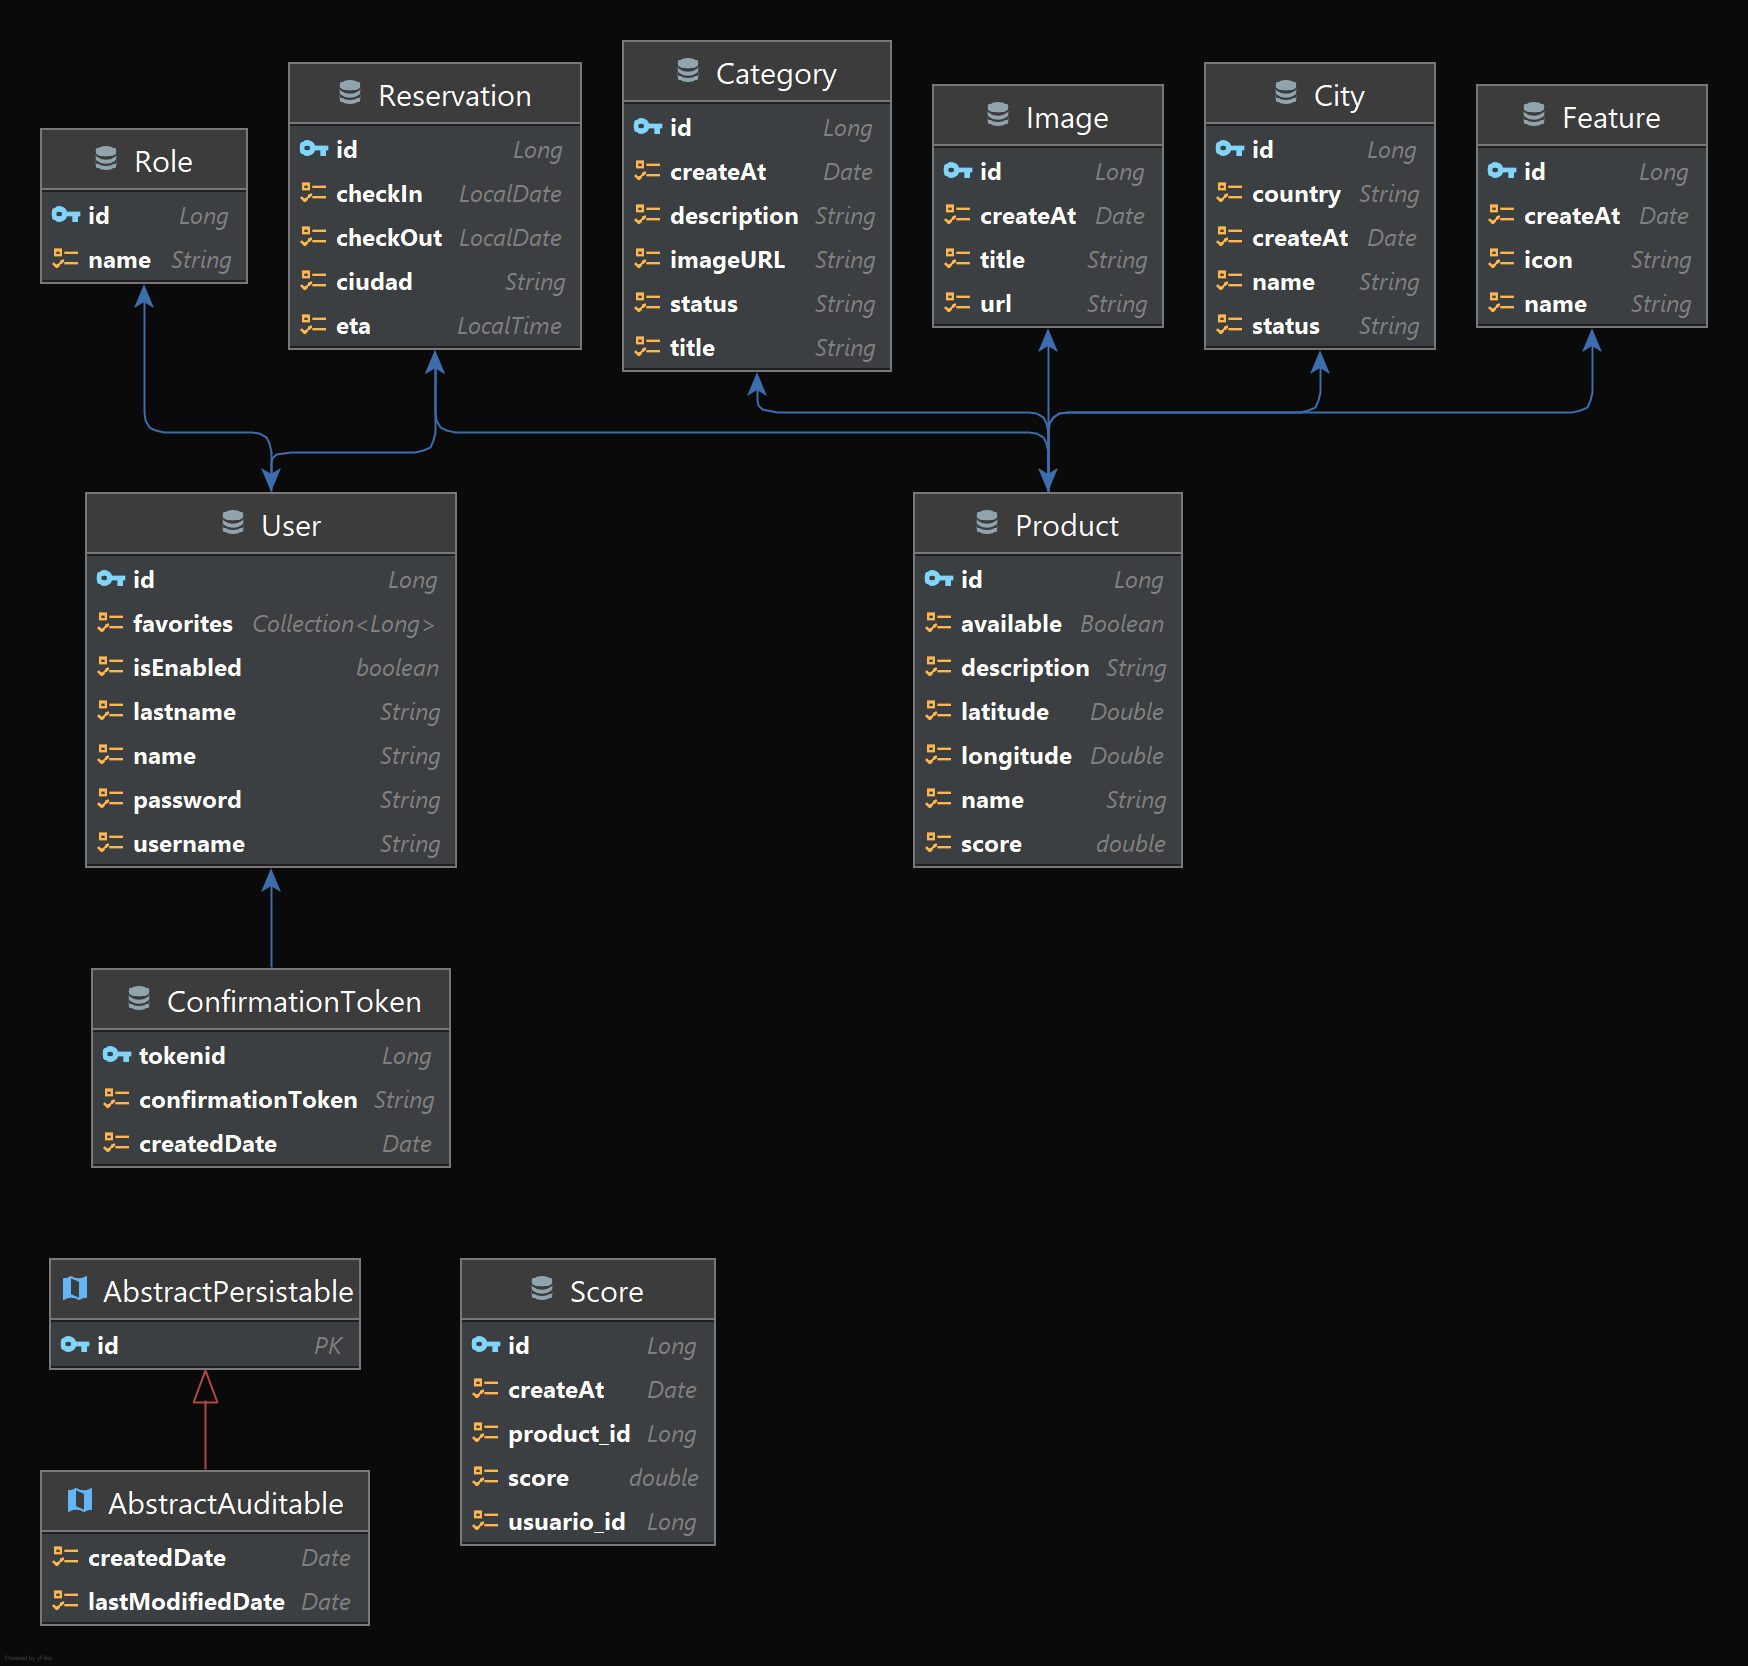 Role
id Long
name String
Reservation
id Long
checkIn LocalDate
checkOut LocalDate
ciudad String
eta LocalTime
Category
id Long
createAt Date
description String
imageURL String
status String
title String
Image
id Long
createAt Date
title String
url String
City
id Long
country String
createAt Date
name String
status String
Feature
id Long
createAt Date
icon String
name String
User
id Long
favorites Collection<Long>
isEnabled boolean
lastname String
name String
password String
username String
Product
id Long
available Boolean
description String
latitude Double
longitude Double
name String
score double
ConfirmationToken
tokenid Long
confirmationToken String
createdDate Date
AbstractPersistable
id PK
Score
id Long
createAt Date
product_id Long
score double
usuario_id Long
AbstractAuditable
createdDate Date
lastModifiedDate Date
Powered by yFiles